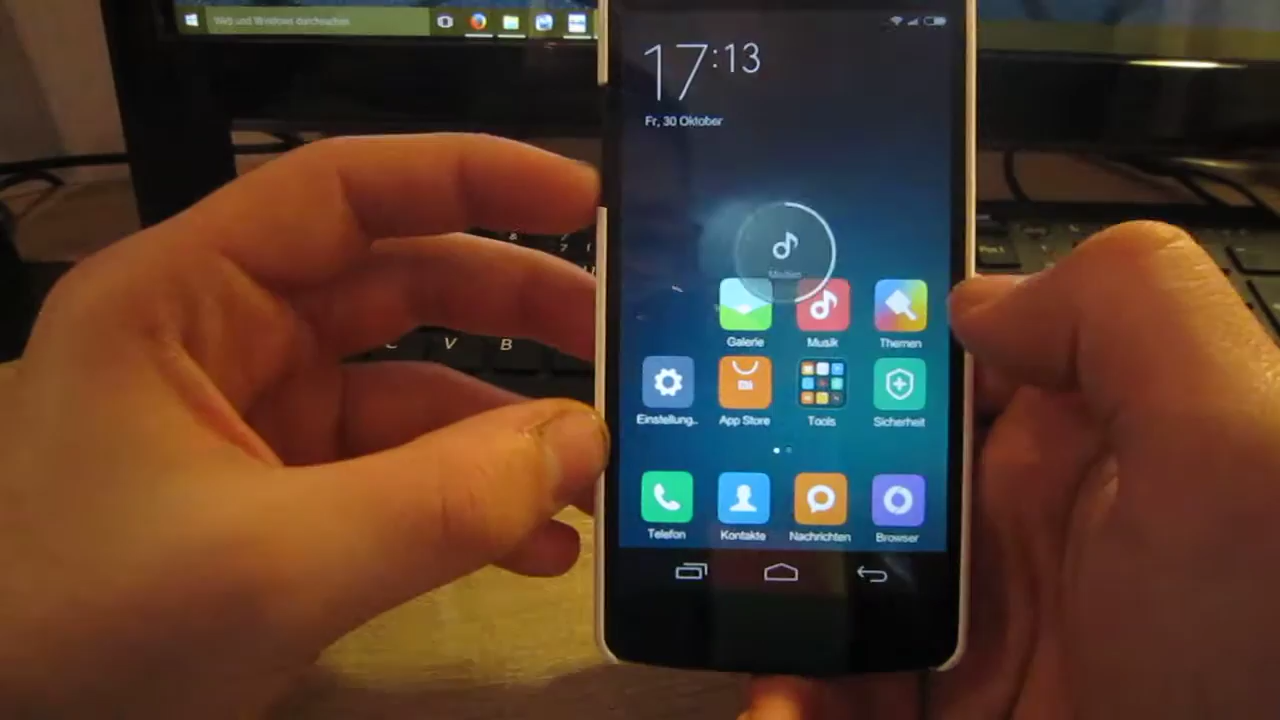 Web und Windows durchsuchen
17:13
Fr, 30 Oktober
Medien
Galerie
Musik
Themen
Einstellung..
App Store
Tools
Sicherheit
Telefon
Kontakte
Nachrichten
Browser
C V B